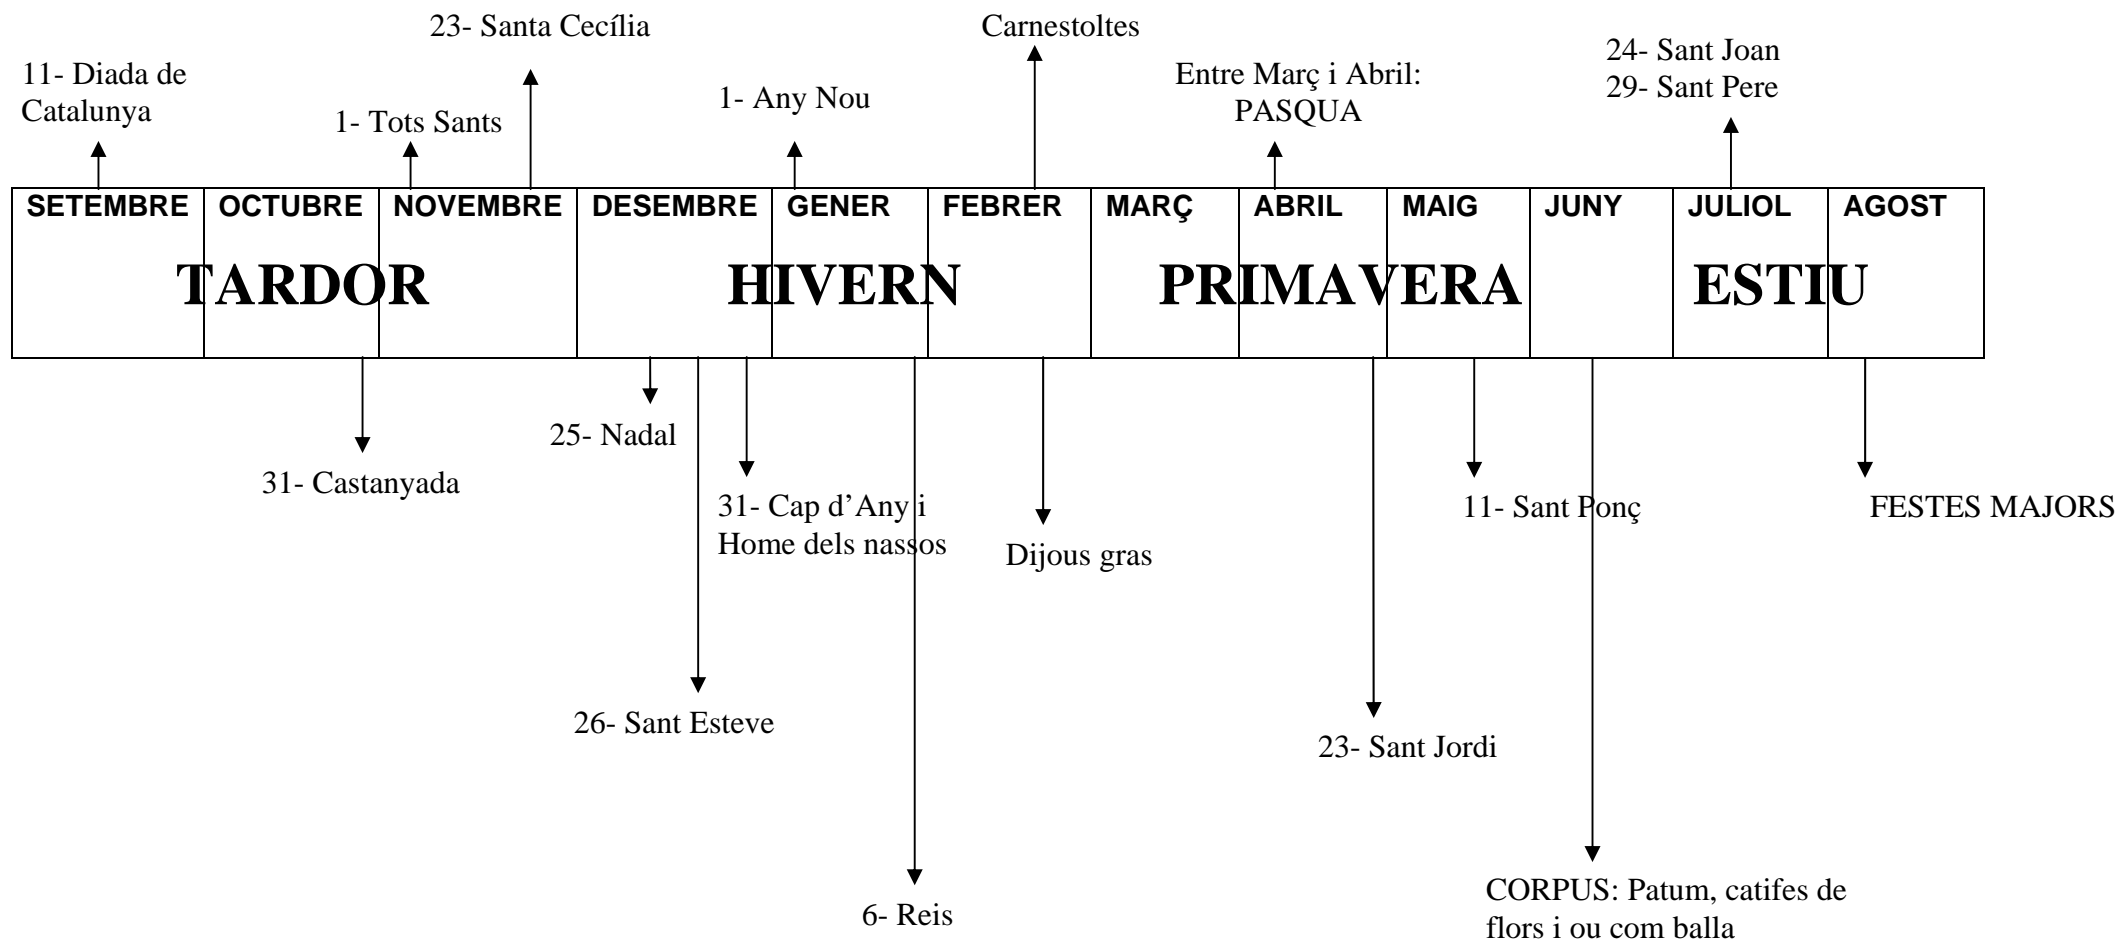 23- Santa Cecília
Carnestoltes
11- Diada de
Catalunya
1- Tots Sants
1- Any Nou
Entre Març i Abril:
PASQUA
24- Sant Joan
29- Sant Pere
SETEMBRE OCTUBRE NOVEMBRE DESEMBRE GENER FEBRER MARÇ ABRIL MAIG JUNY JULIOL AGOST
TARDOR HIVERN PRIMAVERA ESTIU
25- Nadal
31- Castanyada
31- Cap d’Any i
Home dels nassos
Dijous gras
11- Sant Ponç
FESTES MAJORS
26- Sant Esteve
23- Sant Jordi
6- Reis
CORPUS: Patum, catifes de
flors i ou com balla